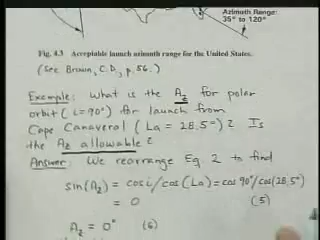 Azimuth Range:
35° to 120°
Fig. 4.3 Acceptable launch azimuth range for the United States.
(See Brown, C.D., p. 56.)
Example: What is the Az for polar
orbit (i=90°) for launch from
Cape Canaveral (La = 28.5°)? Is
the Az allowable?
Answer: We rearrange Eq. 2 to find
sin(Az) = cos i/cos(La) = cos 90°/cos(28.5°)
= 0 (5)
Az = 0° (6)